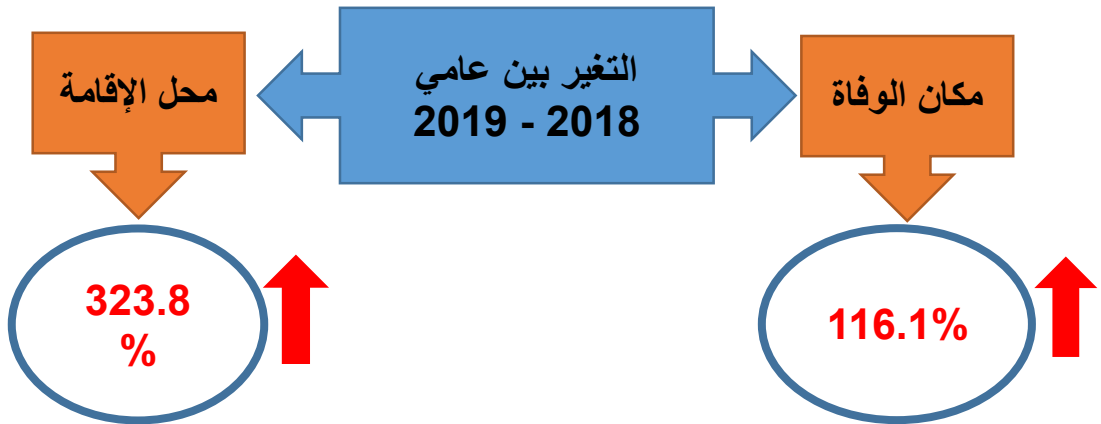 التغير بين عامي
2018 - 2019
مكان الوفاة
محل الإقامة
116.1%
323.8
%